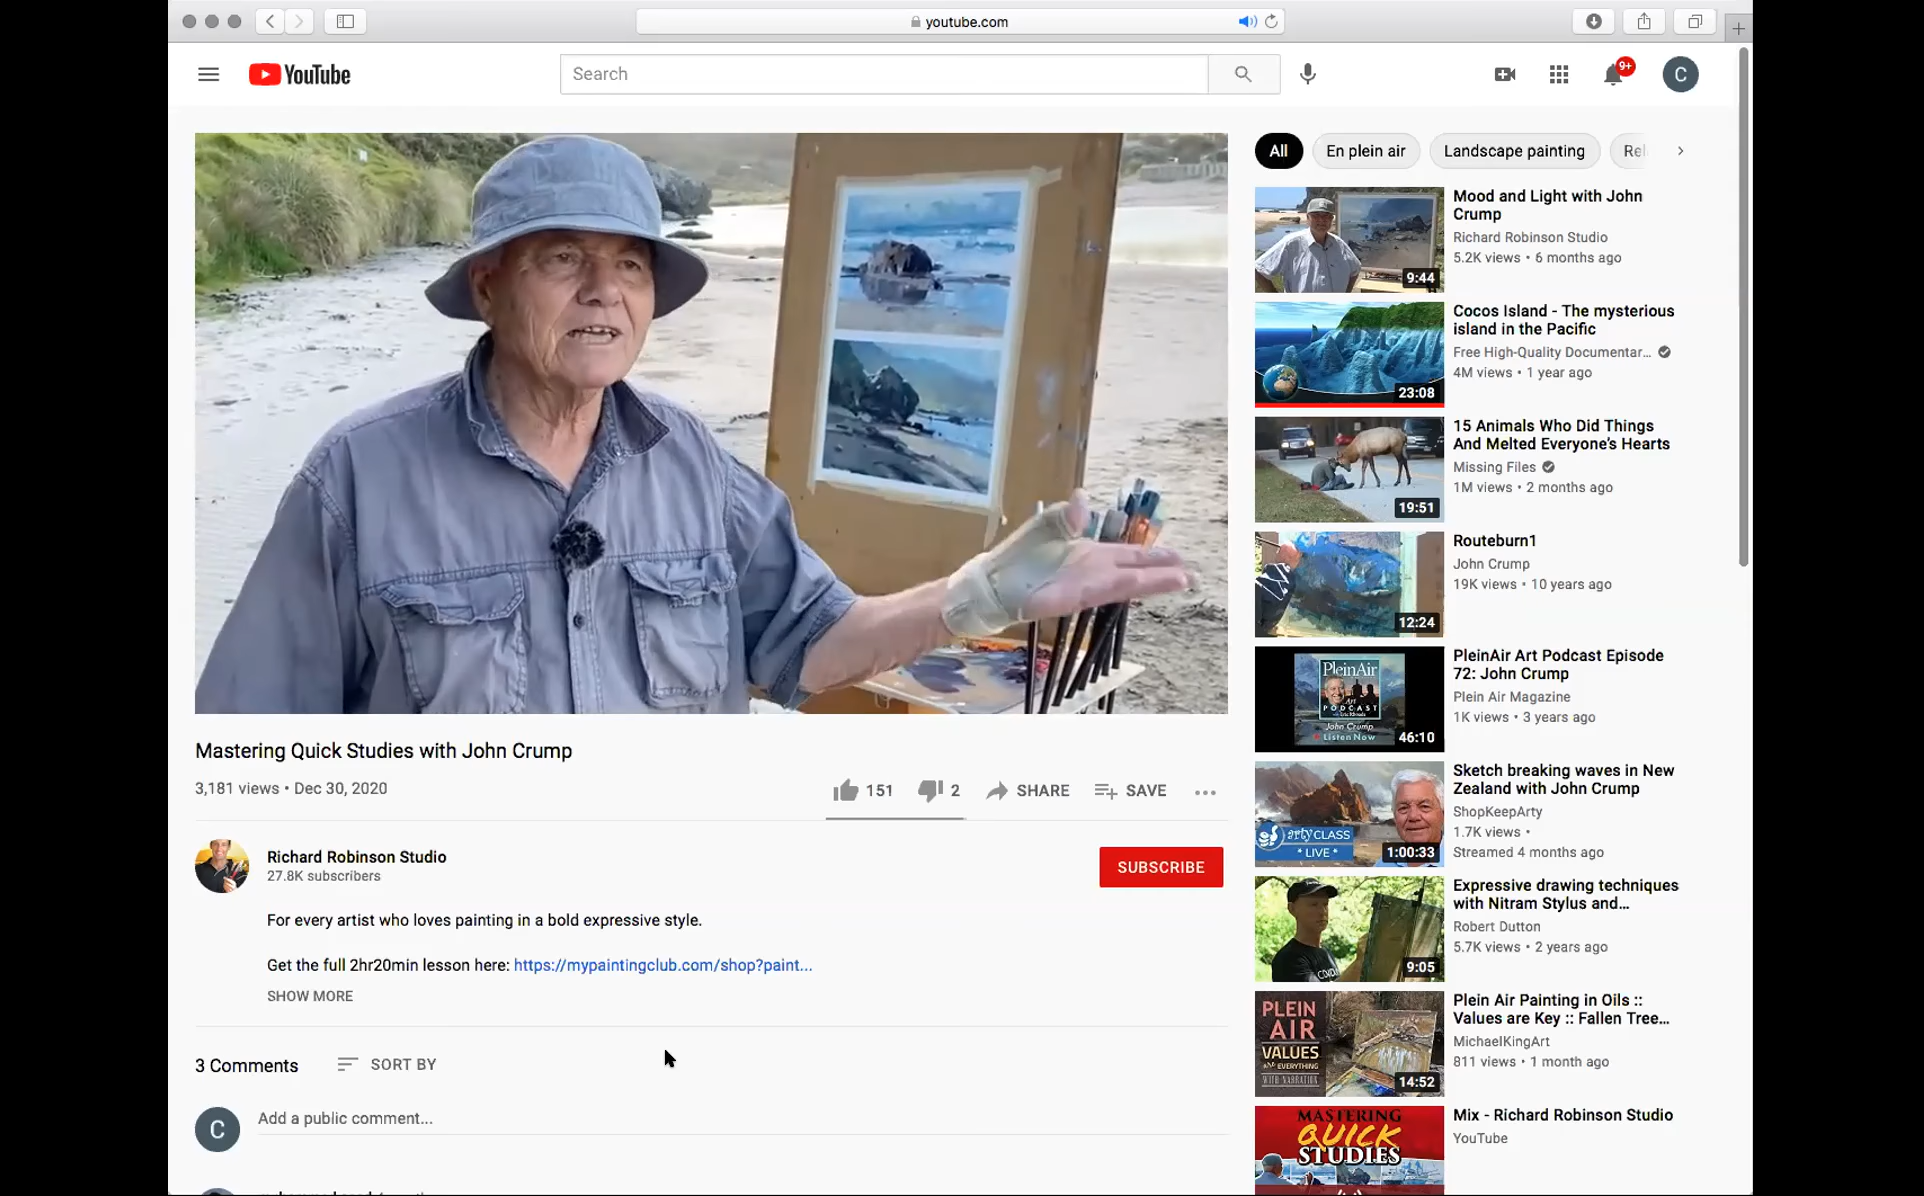 youtube.com
YouTube
Search
9+
C
All
En plein air
Landscape painting
Mastering Quick Studies with John Crump
3,181 views • Dec 30, 2020
151
2
SHARE
SAVE
Richard Robinson Studio
27.8K subscribers
SUBSCRIBE
For every artist who loves painting in a bold expressive style.
Get the full 2hr20min lesson here: https://mypaintingclub.com/shop?paint...
SHOW MORE
3 Comments
SORT BY
C
Add a public comment...
9:44
Mood and Light with John
Crump
Richard Robinson Studio
5.2K views • 6 months ago
23:08
Cocos Island - The mysterious
island in the Pacific
Free High-Quality Documentar...
4M views • 1 year ago
19:51
15 Animals Who Did Things
And Melted Everyone's Hearts
Missing Files
1M views • 2 months ago
12:24
Routeburn1
John Crump
19K views • 10 years ago
PleinAir
Art
PODCAST
John Crump
Listen Now
46:10
PleinAir Art Podcast Episode
72: John Crump
Plein Air Magazine
1K views • 3 years ago
arty CLASS
* LIVE *
1:00:33
Sketch breaking waves in New
Zealand with John Crump
ShopKeepArty
1.7K views •
Streamed 4 months ago
9:05
Expressive drawing techniques
with Nitram Stylus and...
Robert Dutton
5.7K views • 2 years ago
PLEIN
AIR
VALUES
ARE EVERYTHING
WITH NARRATION
14:52
Plein Air Painting in Oils ::
Values are Key :: Fallen Tree...
MichaelKingArt
811 views • 1 month ago
MASTERING
QUICK
STUDIES
Mix - Richard Robinson Studio
YouTube